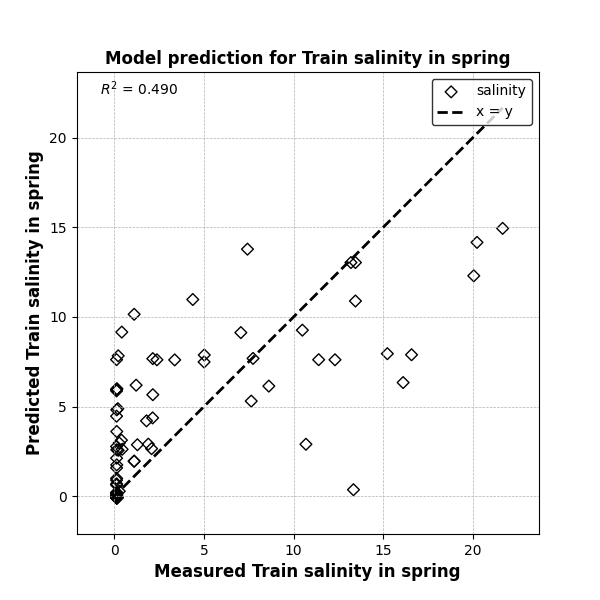 Model prediction for Train salinity in spring
R² = 0.490
salinity
x = y
Predicted Train salinity in spring
20
15
10
5
0
0 5 10 15 20
Measured Train salinity in spring